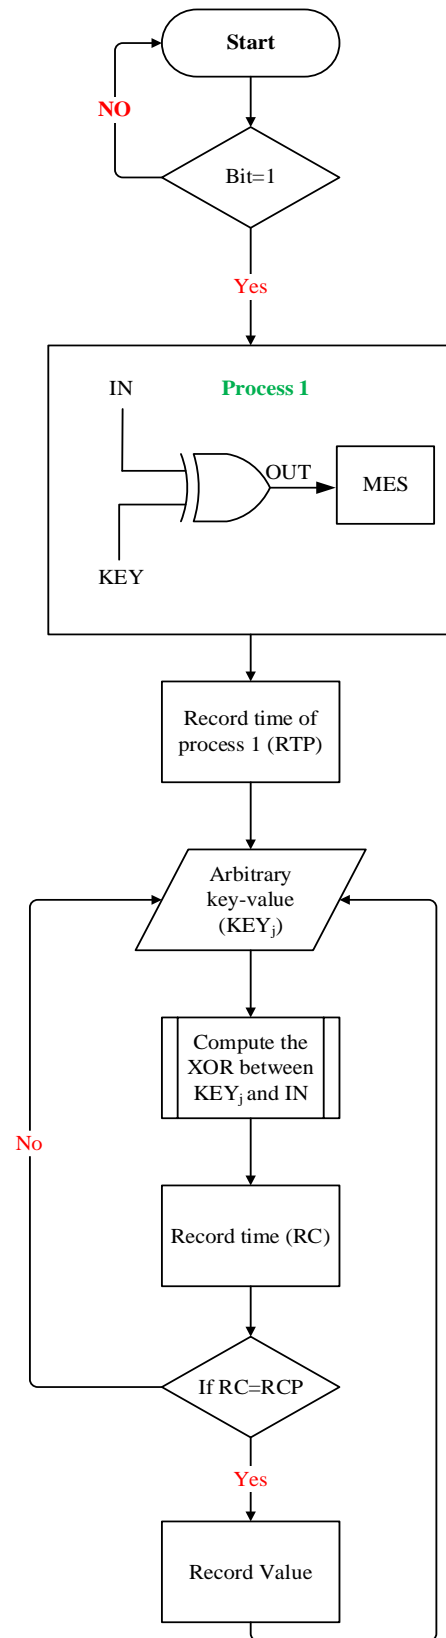 Start
NO
Bit=1
Yes
IN
Process 1
OUT
MES
KEY
Record time of
process 1 (RTP)
Arbitrary
key-value
(KEYj)
Compute the
XOR between
KEYj and IN
No
Record time (RC)
If RC=RCP
Yes
Record Value